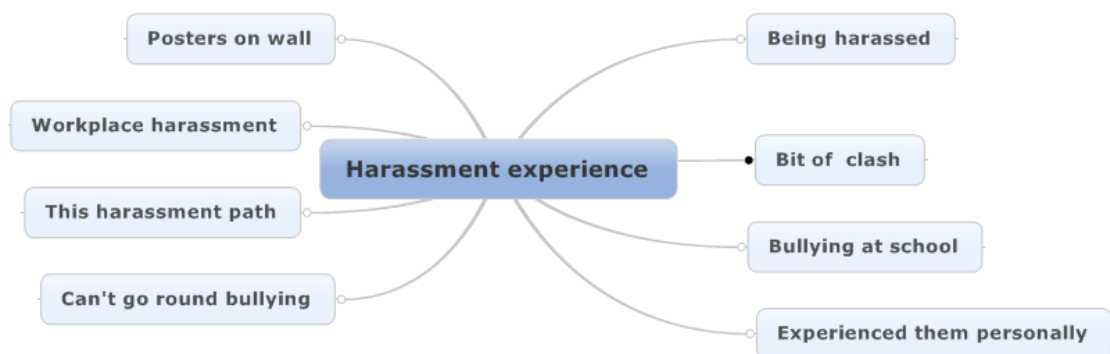 Posters on wall
Being harassed
Workplace harassment
Harassment experience
Bit of  clash
This harassment path
Bullying at school
Can't go round bullying
Experienced them personally